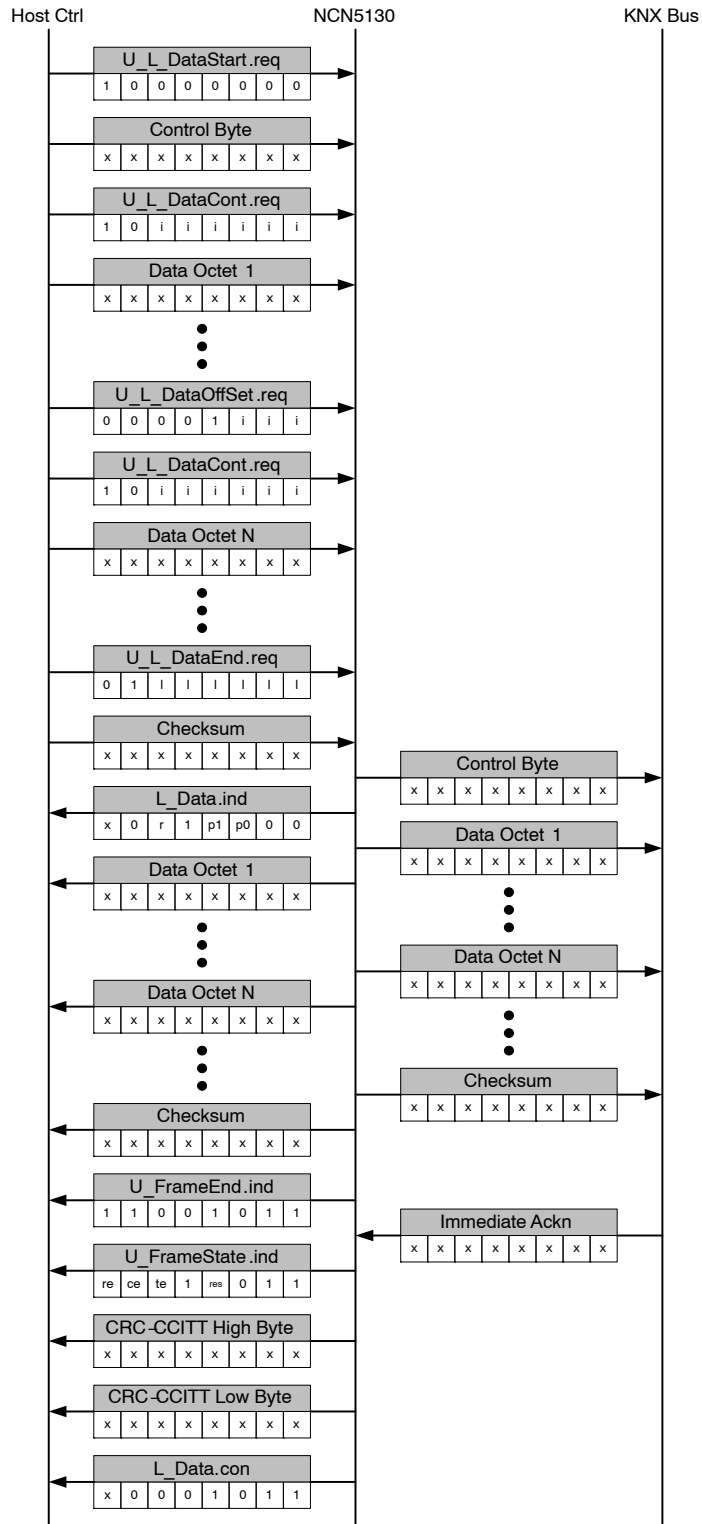 Host Ctrl NCN5130 KNX Bus
U_L_DataStart.req
1 0 0 0 0 0 0 0
Control Byte
x x x x x x x x
U_L_DataCont.req
1 0 i i i i i i
Data Octet 1
x x x x x x x x
U_L_DataOffSet.req
0 0 0 0 1 i i i
U_L_DataCont.req
1 0 i i i i i i
Data Octet N
x x x x x x x x
U_L_DataEnd.req
0 1 l l l l l l
Checksum
x x x x x x x x
Control Byte
x x x x x x x x
L_Data.ind
x 0 r 1 p1 p0 0 0
Data Octet 1
x x x x x x x x
Data Octet 1
x x x x x x x x
Data Octet N
x x x x x x x x
Data Octet N
x x x x x x x x
Checksum
x x x x x x x x
Checksum
x x x x x x x x
U_FrameEnd.ind
1 1 0 0 1 0 1 1
Immediate Ackn
x x x x x x x x
U_FrameState.ind
re ce te 1 res 0 1 1
CRC-CCITT High Byte
x x x x x x x x
CRC-CCITT Low Byte
x x x x x x x x
L_Data.con
x 0 0 0 1 0 1 1